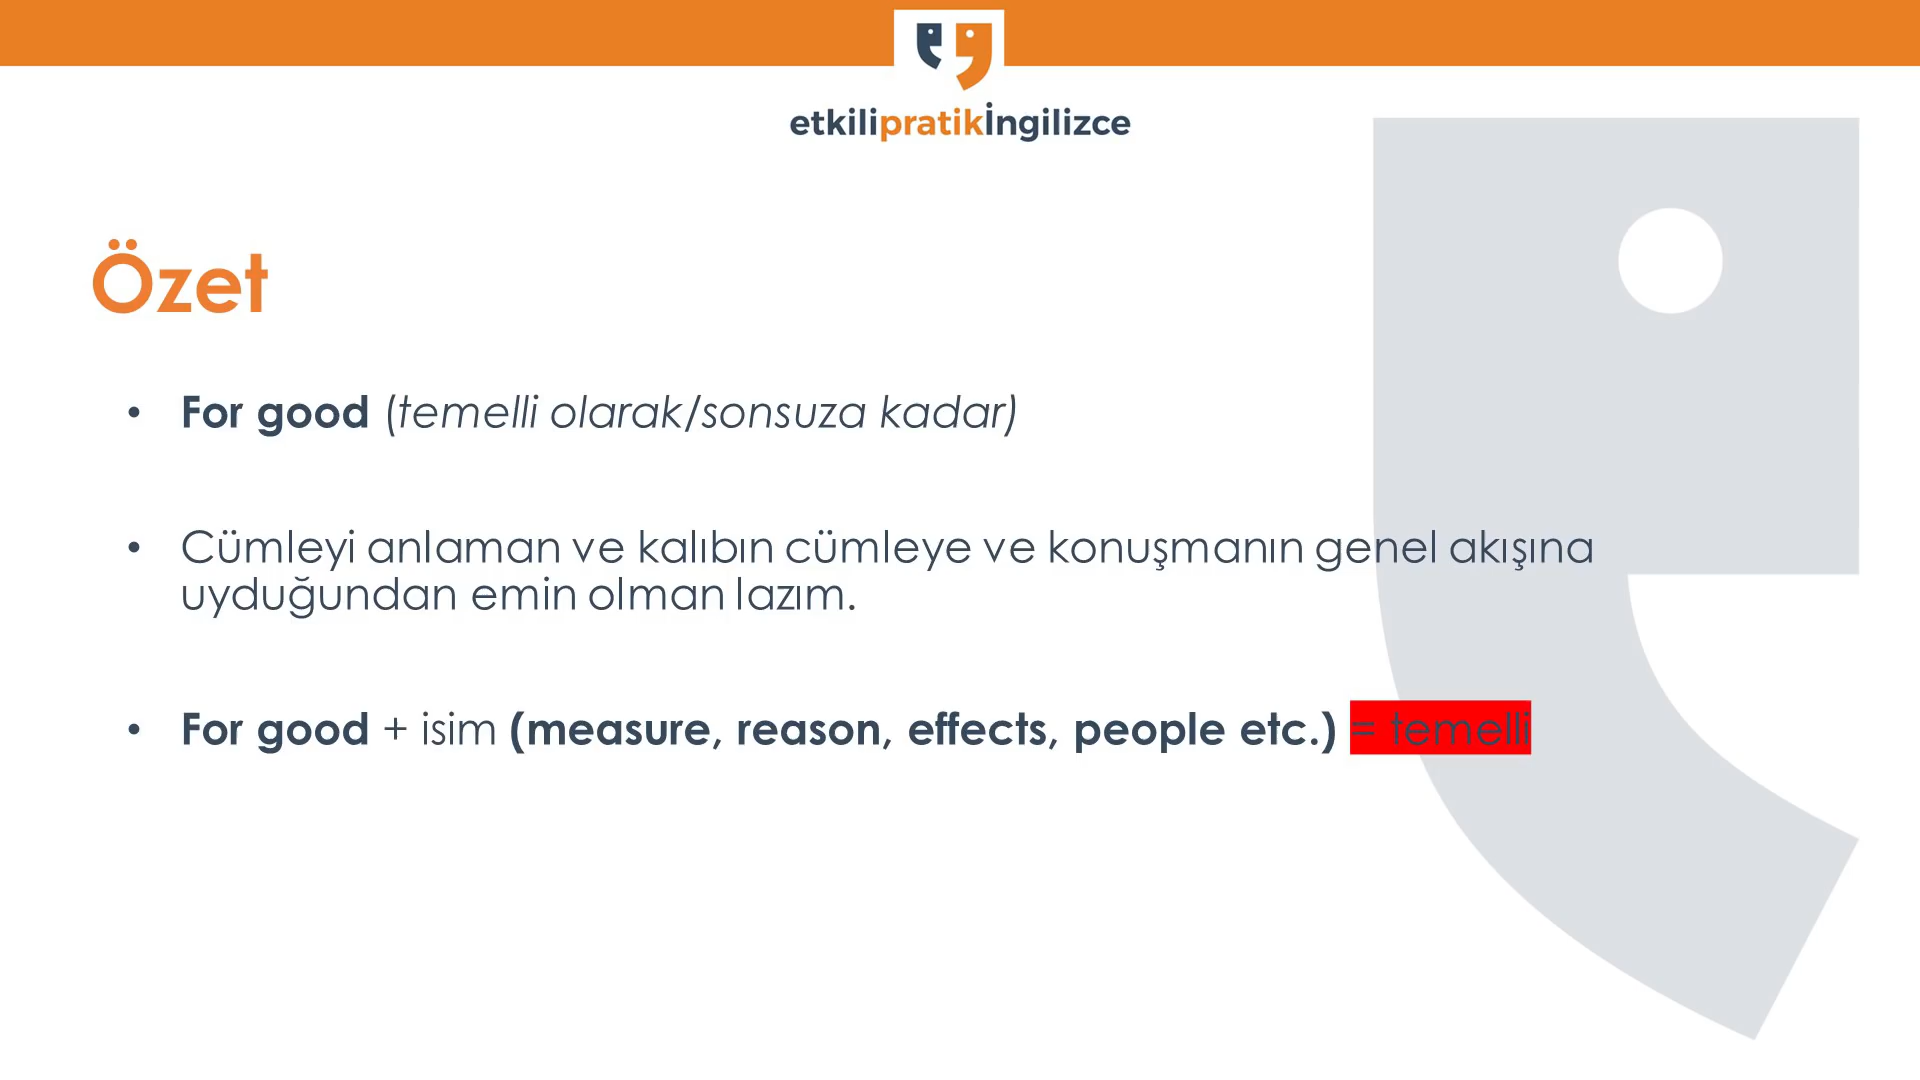 etkilipratikİngilizce
Özet
• For good (temelli olarak/sonsuza kadar)
• Cümleyi anlaman ve kalıbın cümleye ve konuşmanın genel akışına
uyduğundan emin olman lazım.
• For good + isim (measure, reason, effects, people etc.) = temelli